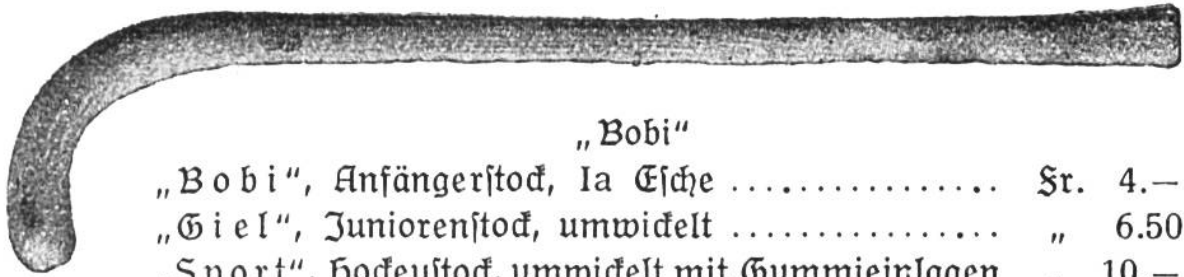 „Bobi“
„Bobi“, Anfängerstock, Ia Esche ................. Fr. 4.—
„Giel“, Juniorenstock, umwickelt ................ „ 6.50
„Sport“, Hockeystock, umwickelt mit Gummieinlagen „ 10.—